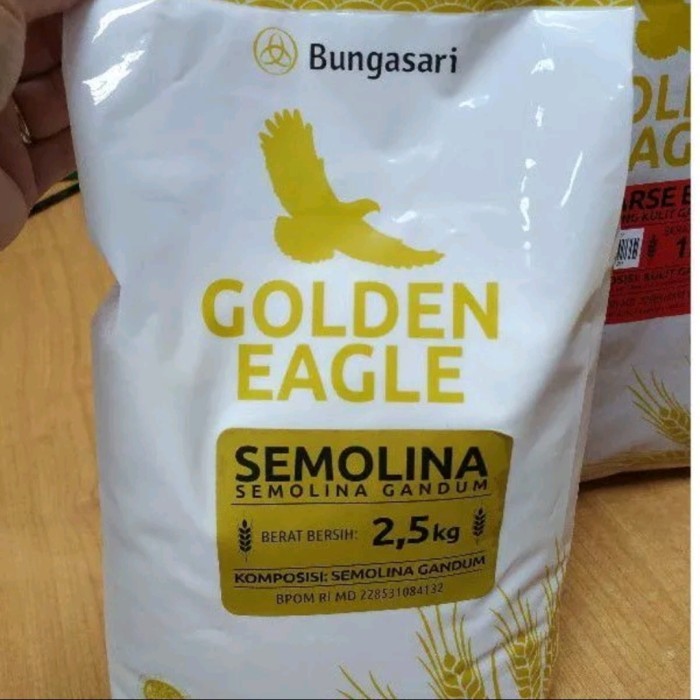 Bungasari
GOLDEN
EAGLE
SEMOLINA
SEMOLINA GANDUM
BERAT BERSIH: 2,5kg
KOMPOSISI: SEMOLINA GANDUM
BPOM RI MD 228531084132